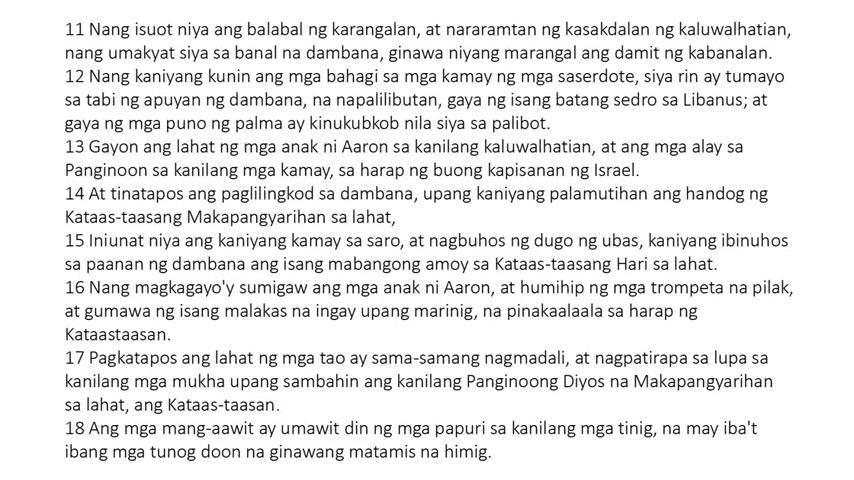 11 Nang isuot niya ang balabal ng karangalan, at nararamtan ng kasakdalan ng kaluwalhatian,
nang umakyat siya sa banal na dambana, ginawa niyang marangal ang damit ng kabanalan.
12 Nang kaniyang kunin ang mga bahagi sa mga kamay ng mga saserdote, siya rin ay tumayo
sa tabi ng apuyan ng dambana, na napalilibutan, gaya ng isang batang sedro sa Libanus; at
gaya ng mga puno ng palma ay kinukubkob nila siya sa palibot.
13 Gayon ang lahat ng mga anak ni Aaron sa kanilang kaluwalhatian, at ang mga alay sa
Panginoon sa kanilang mga kamay, sa harap ng buong kapisanan ng Israel.
14 At tinatapos ang paglilingkod sa dambana, upang kaniyang palamutihan ang handog ng
Kataas-taasang Makapangyarihan sa lahat,
15 Iniunat niya ang kaniyang kamay sa saro, at nagbuhos ng dugo ng ubas, kaniyang ibinuhos
sa paanan ng dambana ang isang mabangong amoy sa Kataas-taasang Hari sa lahat.
16 Nang magkagayo'y sumigaw ang mga anak ni Aaron, at humihip ng mga trompeta na pilak,
at gumawa ng isang malakas na ingay upang marinig, na pinakaalaala sa harap ng
Kataastaasan.
17 Pagkatapos ang lahat ng mga tao ay sama-samang nagmadali, at nagpatirapa sa lupa sa
kanilang mga mukha upang sambahin ang kanilang Panginoong Diyos na Makapangyarihan
sa lahat, ang Kataas-taasan.
18 Ang mga mang-aawit ay umawit din ng mga papuri sa kanilang mga tinig, na may iba't
ibang mga tunog doon na ginawang matamis na himig.